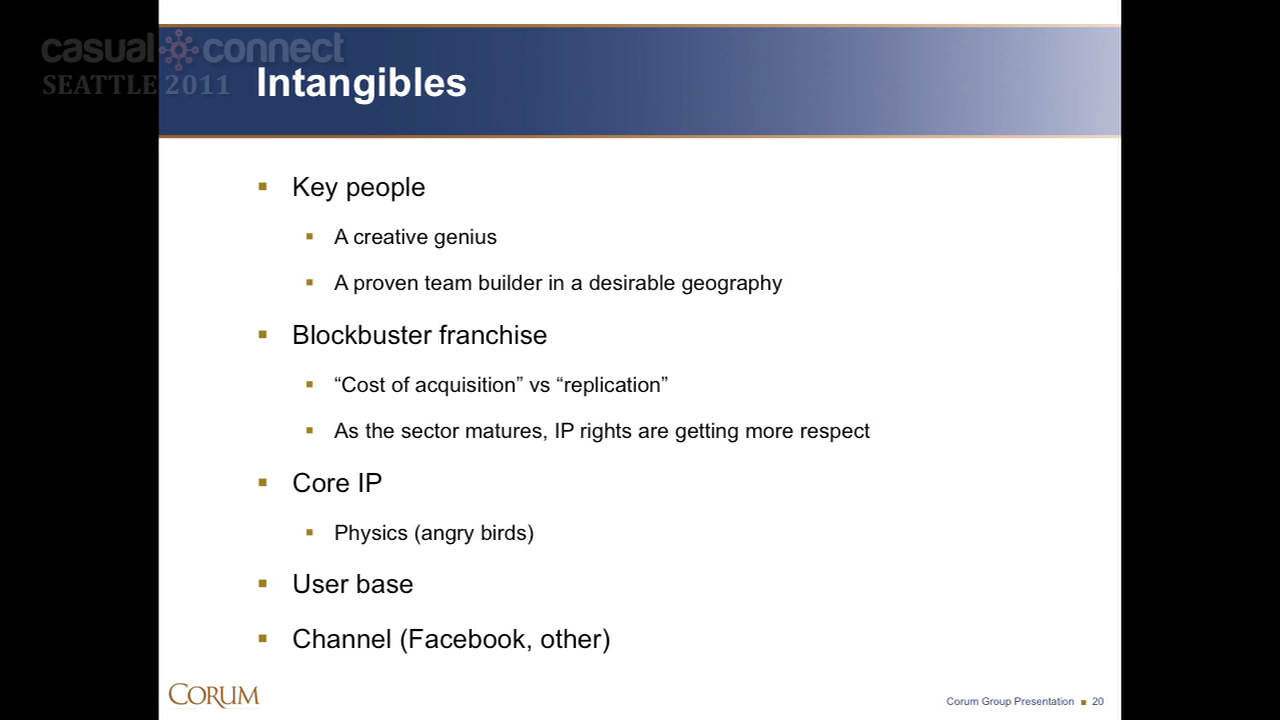 casual connect
SEATTLE 2011
Intangibles
Key people
A creative genius
A proven team builder in a desirable geography
Blockbuster franchise
“Cost of acquisition” vs “replication”
As the sector matures, IP rights are getting more respect
Core IP
Physics (angry birds)
User base
Channel (Facebook, other)
CORUM
Corum Group Presentation ▪ 20